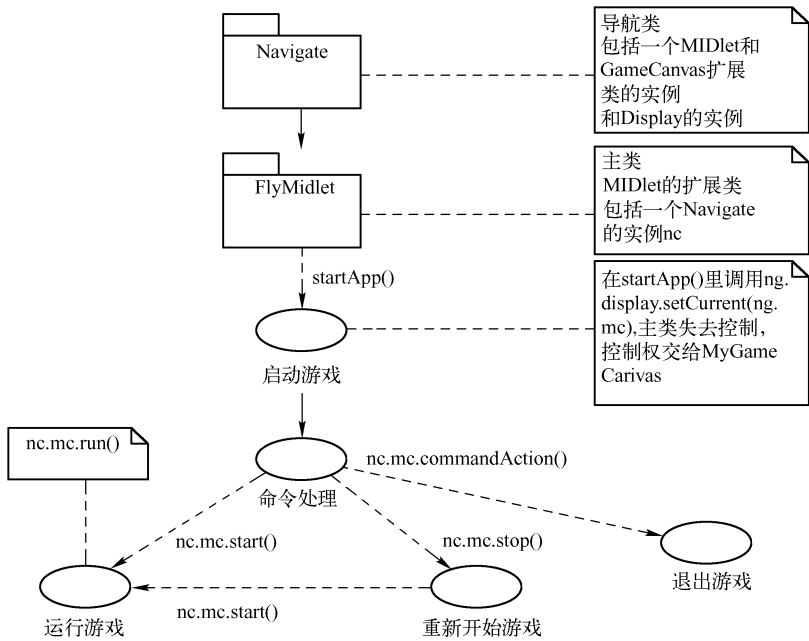 Navigate
导航类
包括一个MIDlet和
GameCanvas扩展
类的实例
和Display的实例
FlyMidlet
主类
MIDlet的扩展类
包括一个Navigate
的实例nc
startApp()
在startApp()里调用ng.
display.setCurrent(ng.
mc),主类失去控制，
控制权交给MyGame
Carivas
启动游戏
nc.mc.run()
nc.mc.commandAction()
命令处理
nc.mc.start()
nc.mc.stop()
退出游戏
nc.mc.start()
运行游戏
重新开始游戏